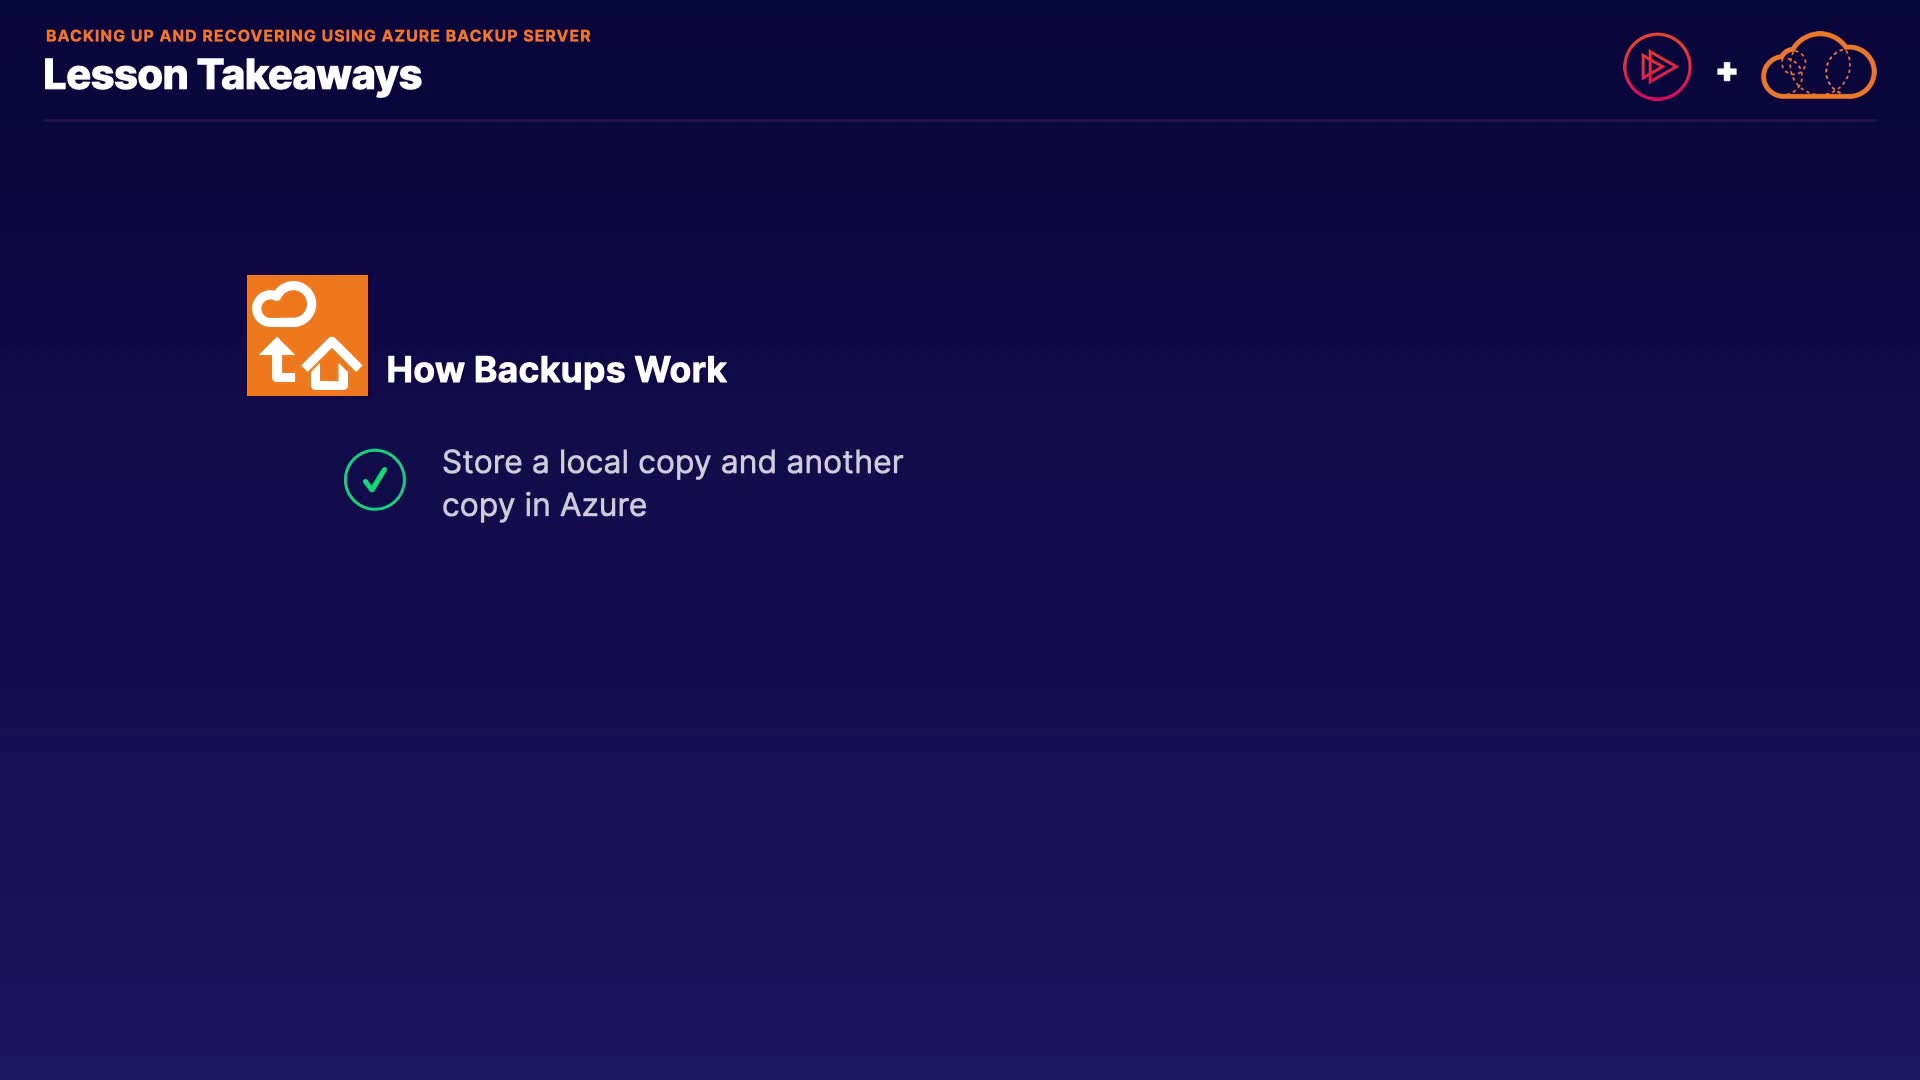 BACKING UP AND RECOVERING USING AZURE BACKUP SERVER
Lesson Takeaways
How Backups Work
Store a local copy and another
copy in Azure